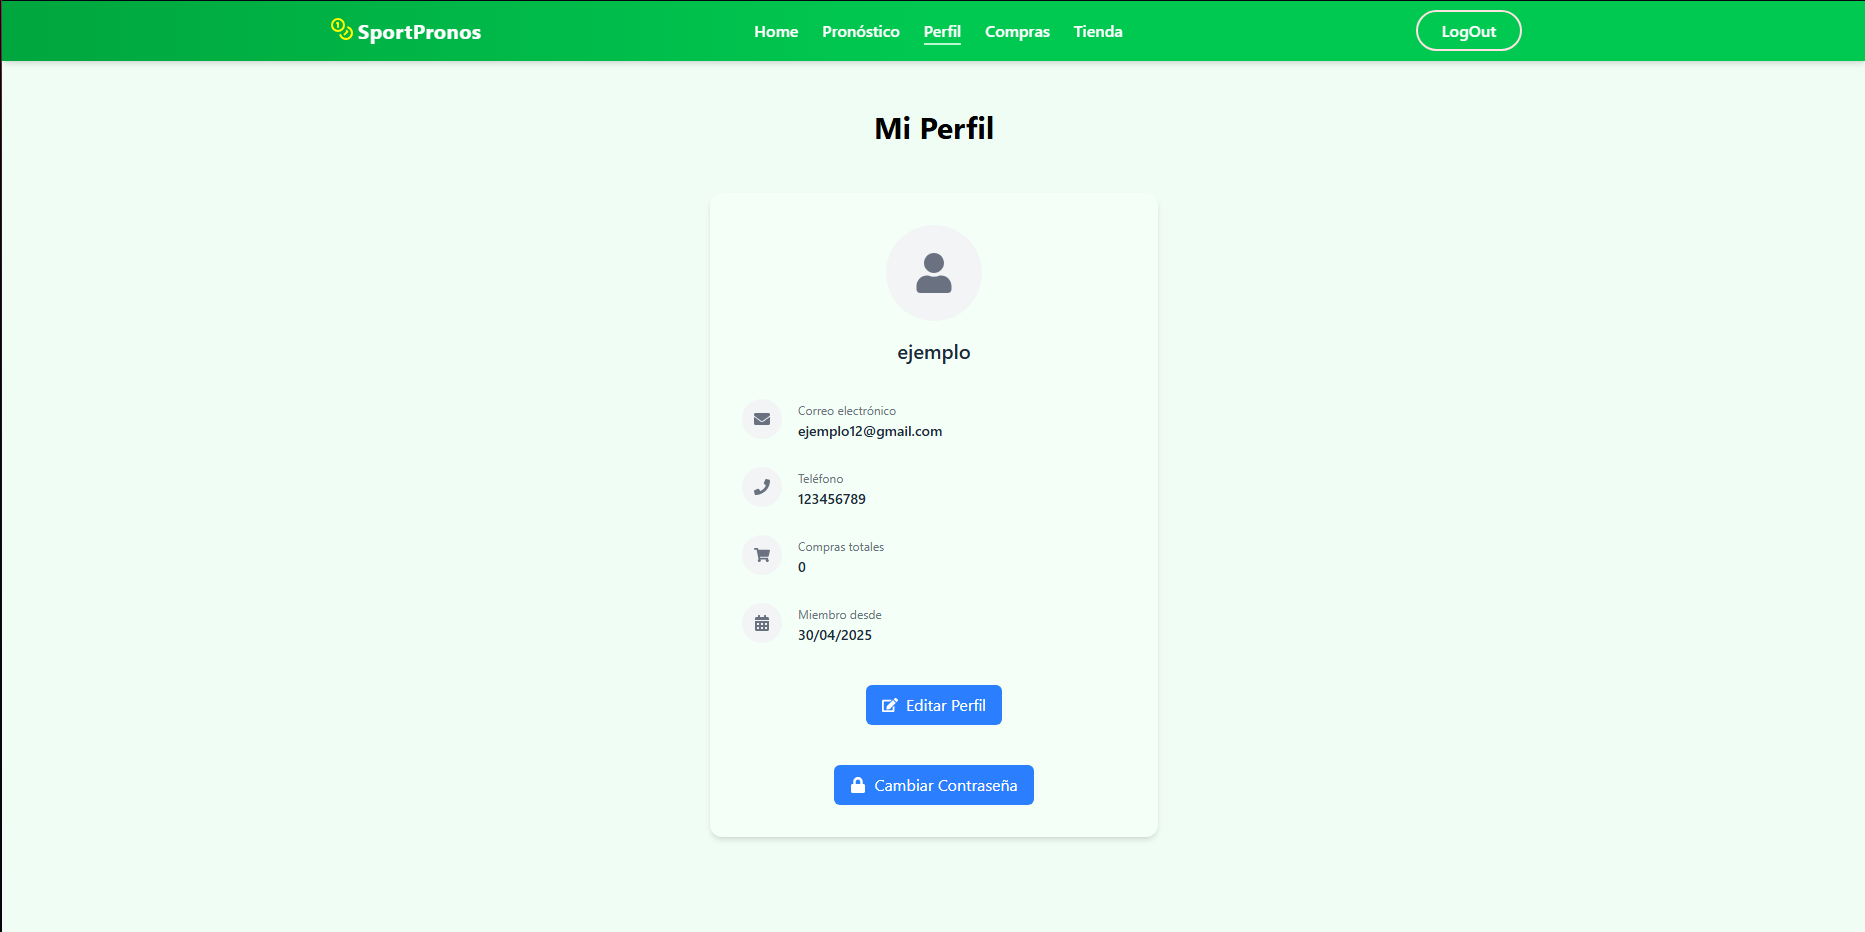 SportPronos
Home Pronóstico Perfil Compras Tienda
LogOut
Mi Perfil
ejemplo
Correo electrónico
ejemplo12@gmail.com
Teléfono
123456789
Compras totales
0
Miembro desde
30/04/2025
Editar Perfil
Cambiar Contraseña